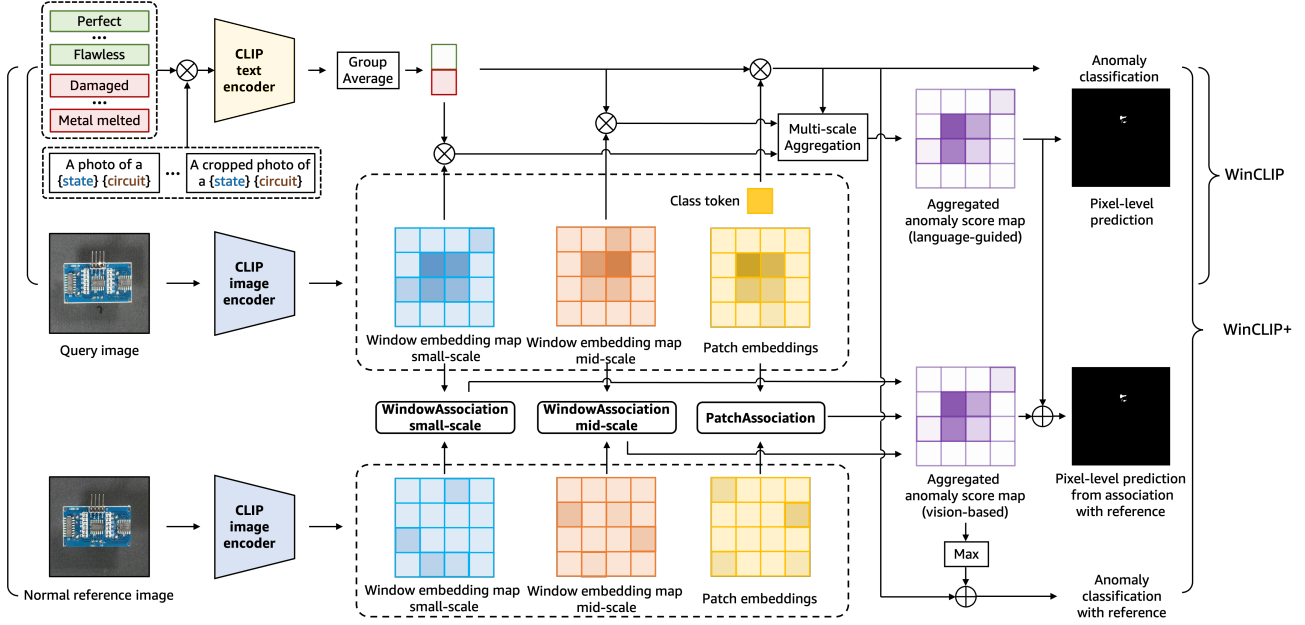 Perfect
...
Flawless
Damaged
...
Metal melted
CLIP
text
encoder
Group
Average
A photo of a
{state} {circuit}
...
A cropped photo of
a {state} {circuit}
Multi-scale
Aggregation
Aggregated
anomaly score map
(language-guided)
Anomaly
classification
Pixel-level
prediction
WinCLIP
Class token
Query image
CLIP
image
encoder
Window embedding map
small-scale
Window embedding map
mid-scale
Patch embeddings
WinCLIP+
WindowAssociation
small-scale
WindowAssociation
mid-scale
PatchAssociation
Aggregated
anomaly score map
(vision-based)
Pixel-level prediction
from association
with reference
Normal reference image
CLIP
image
encoder
Window embedding map
small-scale
Window embedding map
mid-scale
Patch embeddings
Max
Anomaly
classification
with reference